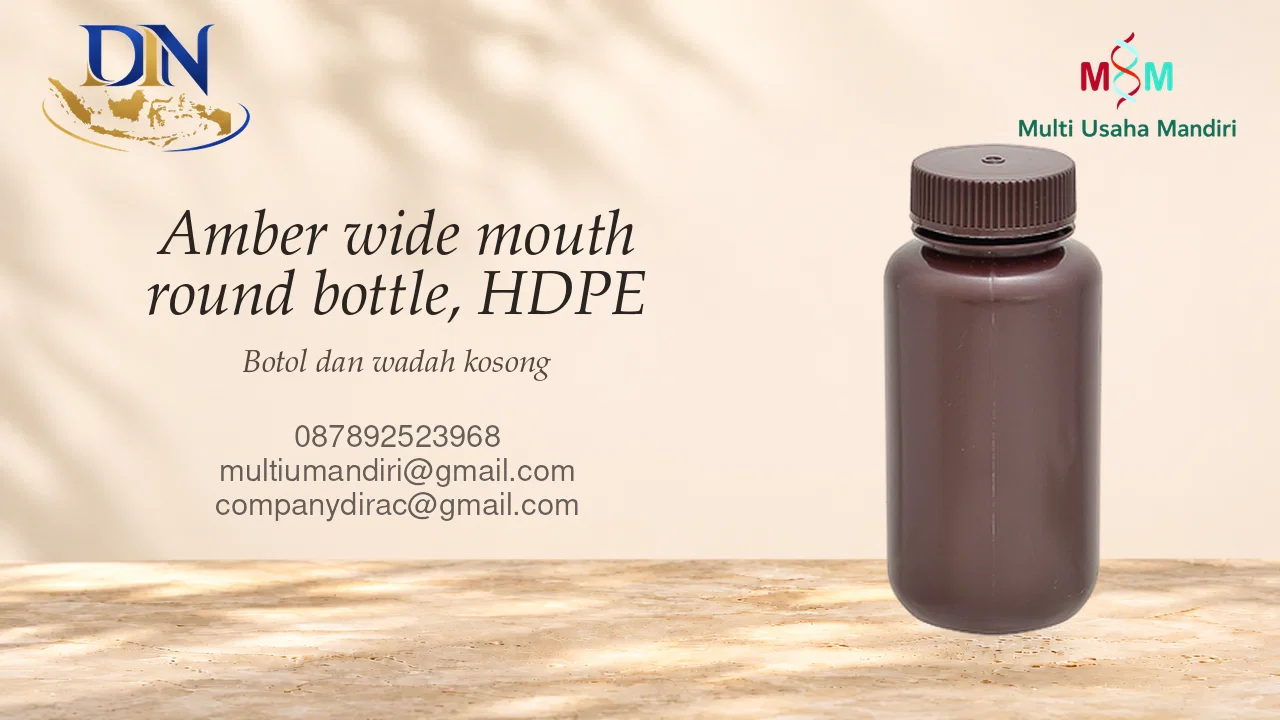 DIN
M M
Multi Usaha Mandiri
Amber wide mouth
round bottle, HDPE
Botol dan wadah kosong
087892523968
multiumandiri@gmail.com
companydirac@gmail.com